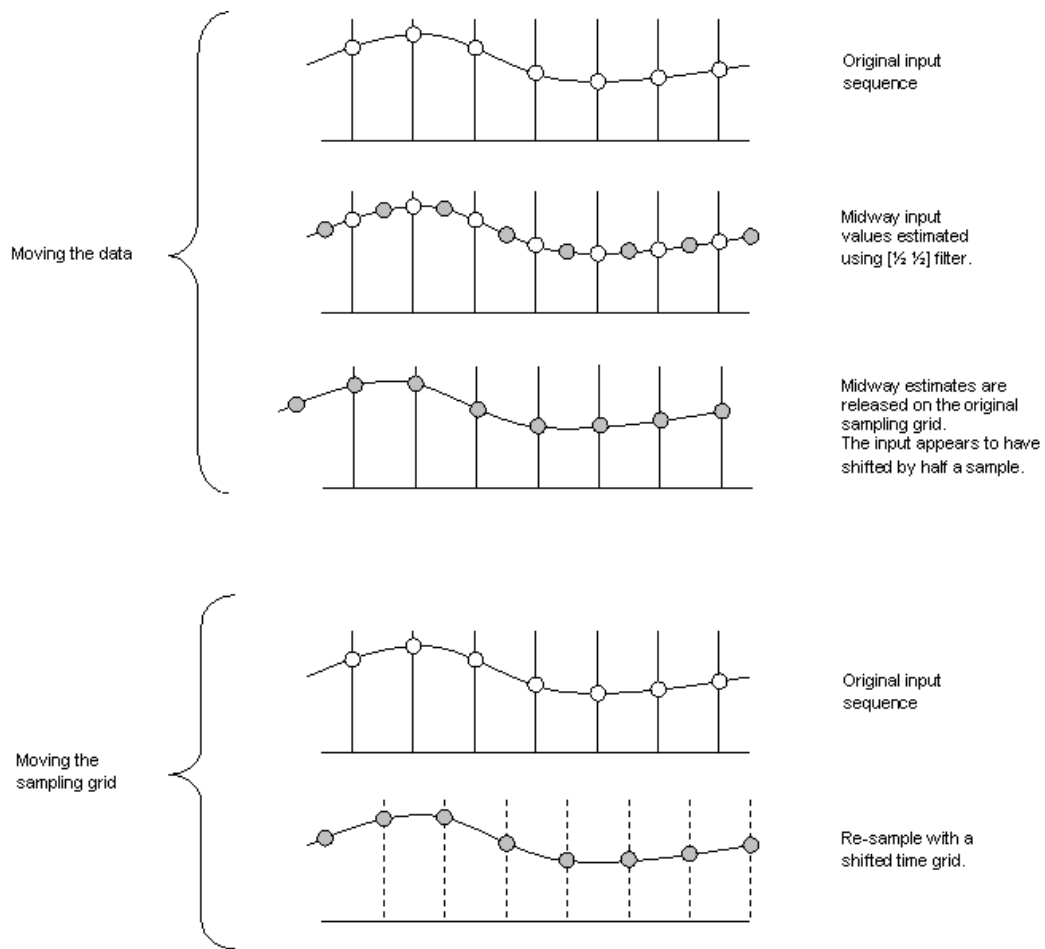 Original input
sequence
Moving the data
Midway input
values estimated
using [½ ½] filter.
Midway estimates are
released on the original
sampling grid.
The input appears to have
shifted by half a sample.
Original input
sequence
Moving the
sampling grid
Re-sample with a
shifted time grid.